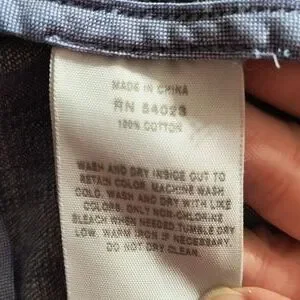 MADE IN CHINA
RN 54023
100% COTTON
WASH AND DRY INSIDE OUT TO
RETAIN COLOR. MACHINE WASH
COLD. WASH AND DRY WITH LIKE
COLORS. ONLY NON-CHLORINE
BLEACH WHEN NEEDED. TUMBLE DRY
LOW. WARM IRON IF NECESSARY.
DO NOT DRY CLEAN.